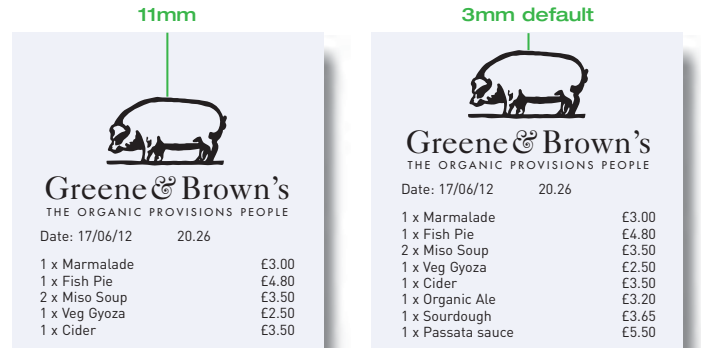 11mm
Greene & Brown's
THE ORGANIC PROVISIONS PEOPLE
Date: 17/06/12 20.26
1 x Marmalade £3.00
1 x Fish Pie £4.80
2 x Miso Soup £3.50
1 x Veg Gyoza £2.50
1 x Cider £3.50
3mm default
Greene & Brown's
THE ORGANIC PROVISIONS PEOPLE
Date: 17/06/12 20.26
1 x Marmalade £3.00
1 x Fish Pie £4.80
2 x Miso Soup £3.50
1 x Veg Gyoza £2.50
1 x Cider £3.50
1 x Organic Ale £3.20
1 x Sourdough £3.65
1 x Passata sauce £5.50